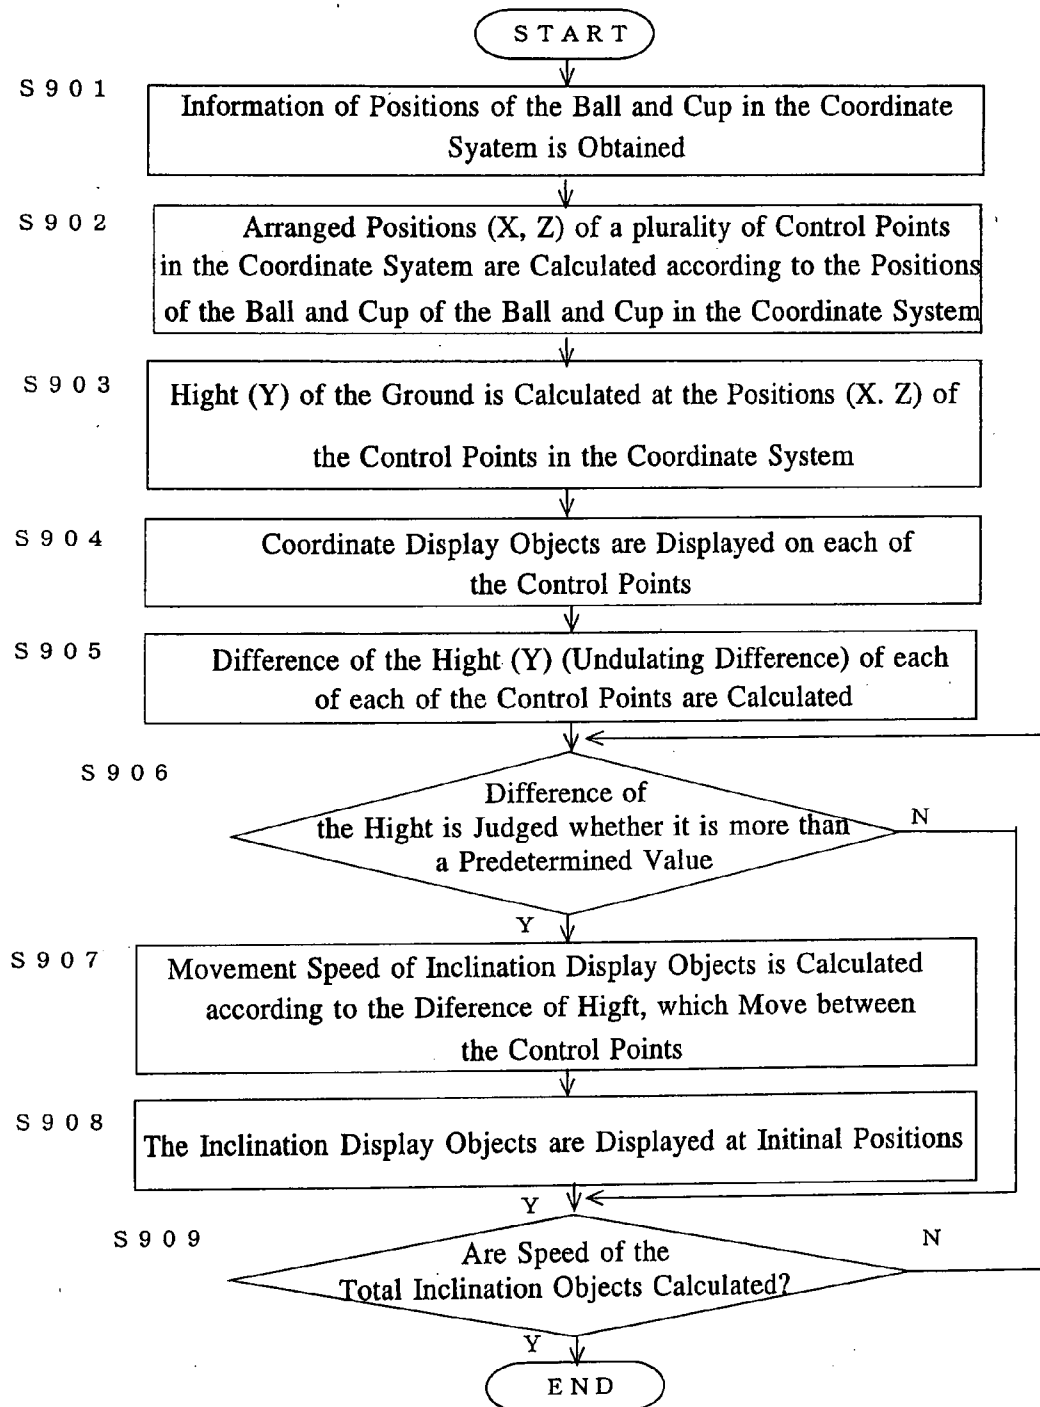 START
S901
Information of Positions of the Ball and Cup in the Coordinate
Syatem is Obtained
S902
Arranged Positions (X, Z) of a plurality of Control Points
in the Coordinate Syatem are Calculated according to the Positions
of the Ball and Cup of the Ball and Cup in the Coordinate System
S903
Hight (Y) of the Ground is Calculated at the Positions (X. Z) of
the Control Points in the Coordinate System
S904
Coordinate Display Objects are Displayed on each of
the Control Points
S905
Difference of the Hight (Y) (Undulating Difference) of each
of each of the Control Points are Calculated
S906
Difference of
the Hight is Judged whether it is more than
a Predetermined Value
N
Y
S907
Movement Speed of Inclination Display Objects is Calculated
according to the Diference of Higft, which Move between
the Control Points
S908
The Inclination Display Objects are Displayed at Initinal Positions
Y
S909
N
Are Speed of the
Total Inclination Objects Calculated?
Y
END